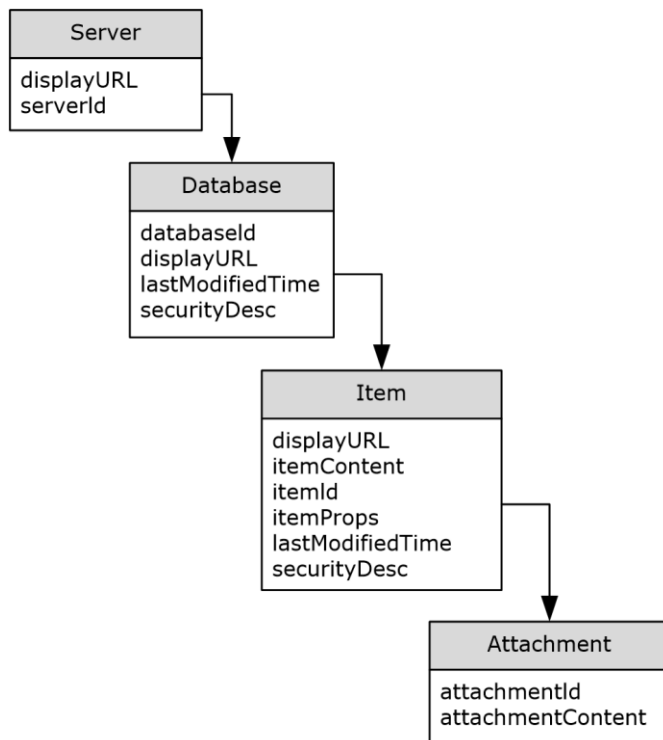 Server
displayURL
serverId
Database
databaseId
displayURL
lastModifiedTime
securityDesc
Item
displayURL
itemContent
itemId
itemProps
lastModifiedTime
securityDesc
Attachment
attachmentId
attachmentContent